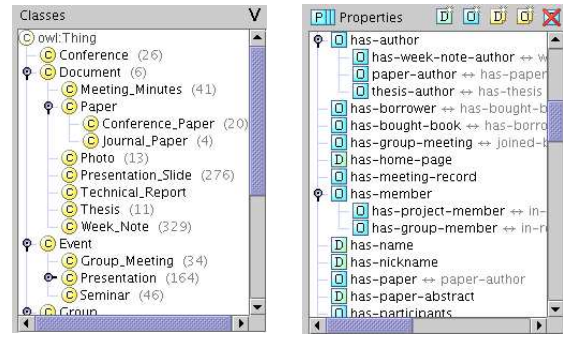 Classes V
C owl:Thing
C Conference (26)
C Document (6)
C Meeting_Minutes (41)
C Paper
C Conference_Paper (20)
C Journal_Paper (4)
C Photo (13)
C Presentation_Slide (276)
C Technical_Report
C Thesis (11)
C Week_Note (329)
C Event
C Group_Meeting (34)
C Presentation (164)
C Seminar (46)
C Group
P Properties D O D O
O has-author
O has-week-note-author ↔ w
O paper-author ↔ has-paper
O thesis-author ↔ has-thesis
O has-borrower ↔ has-bought-b
O has-bought-book ↔ has-borro
O has-group-meeting ↔ joined-b
D has-home-page
O has-meeting-record
O has-member
O has-project-member ↔ in-
O has-group-member ↔ in-r
D has-name
D has-nickname
O has-paper ↔ paper-author
D has-paper-abstract
O has-participants